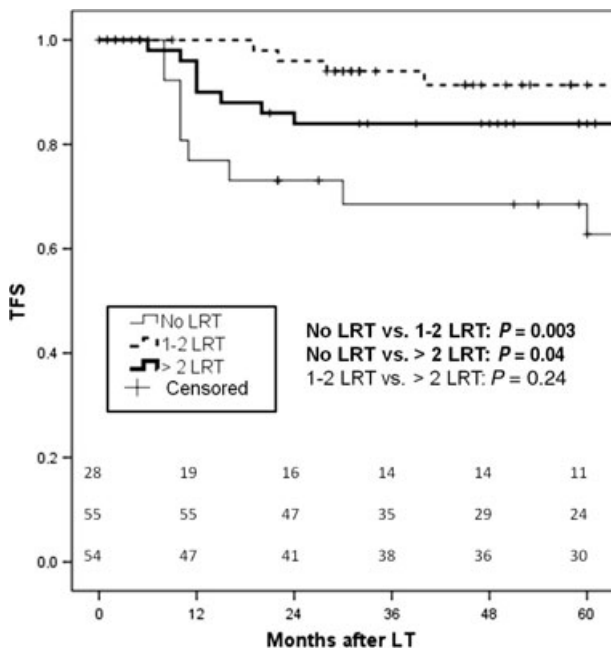 1.0
0.8
0.6
0.4
0.2
0.0
TFS
No LRT
1-2 LRT
> 2 LRT
Censored
No LRT vs. 1-2 LRT: P = 0.003
No LRT vs. > 2 LRT: P = 0.04
1-2 LRT vs. > 2 LRT: P = 0.24
28 19 16 14 14 11
55 55 47 35 29 24
54 47 41 38 36 30
0 12 24 36 48 60
Months after LT